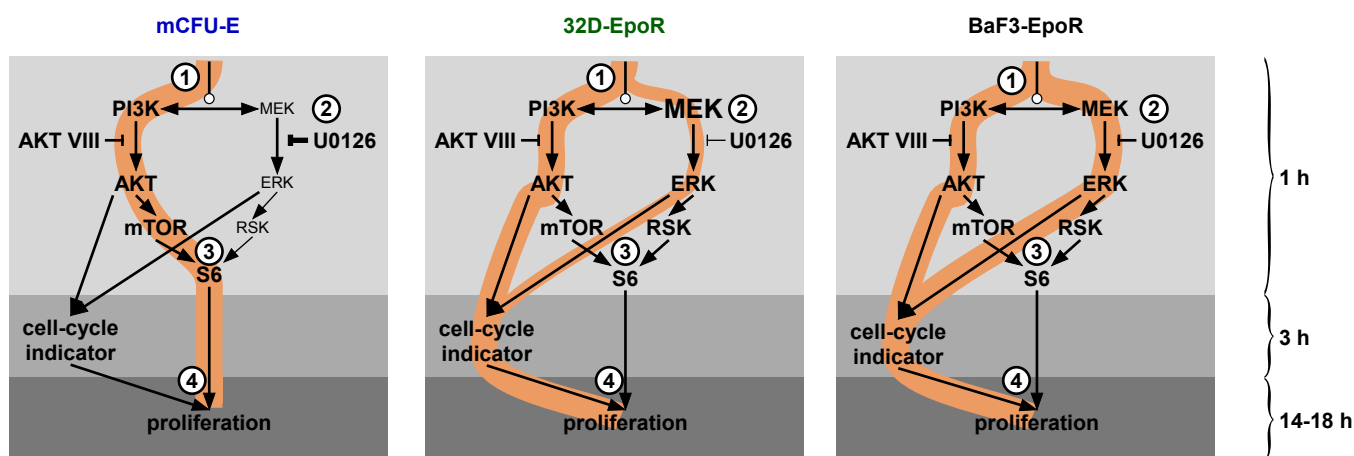 mCFU-E 32D-EpoR BaF3-EpoR
1 1 1
PI3K MEK 2 PI3K MEK 2 PI3K MEK 2
AKT VIII U0126 AKT VIII U0126 AKT VIII U0126
AKT ERK AKT ERK AKT ERK 1 h
mTOR RSK mTOR RSK mTOR RSK
3 3 3
S6 S6 S6
cell-cycle cell-cycle cell-cycle
indicator indicator indicator 3 h
4 4 4
proliferation proliferation proliferation 14-18 h